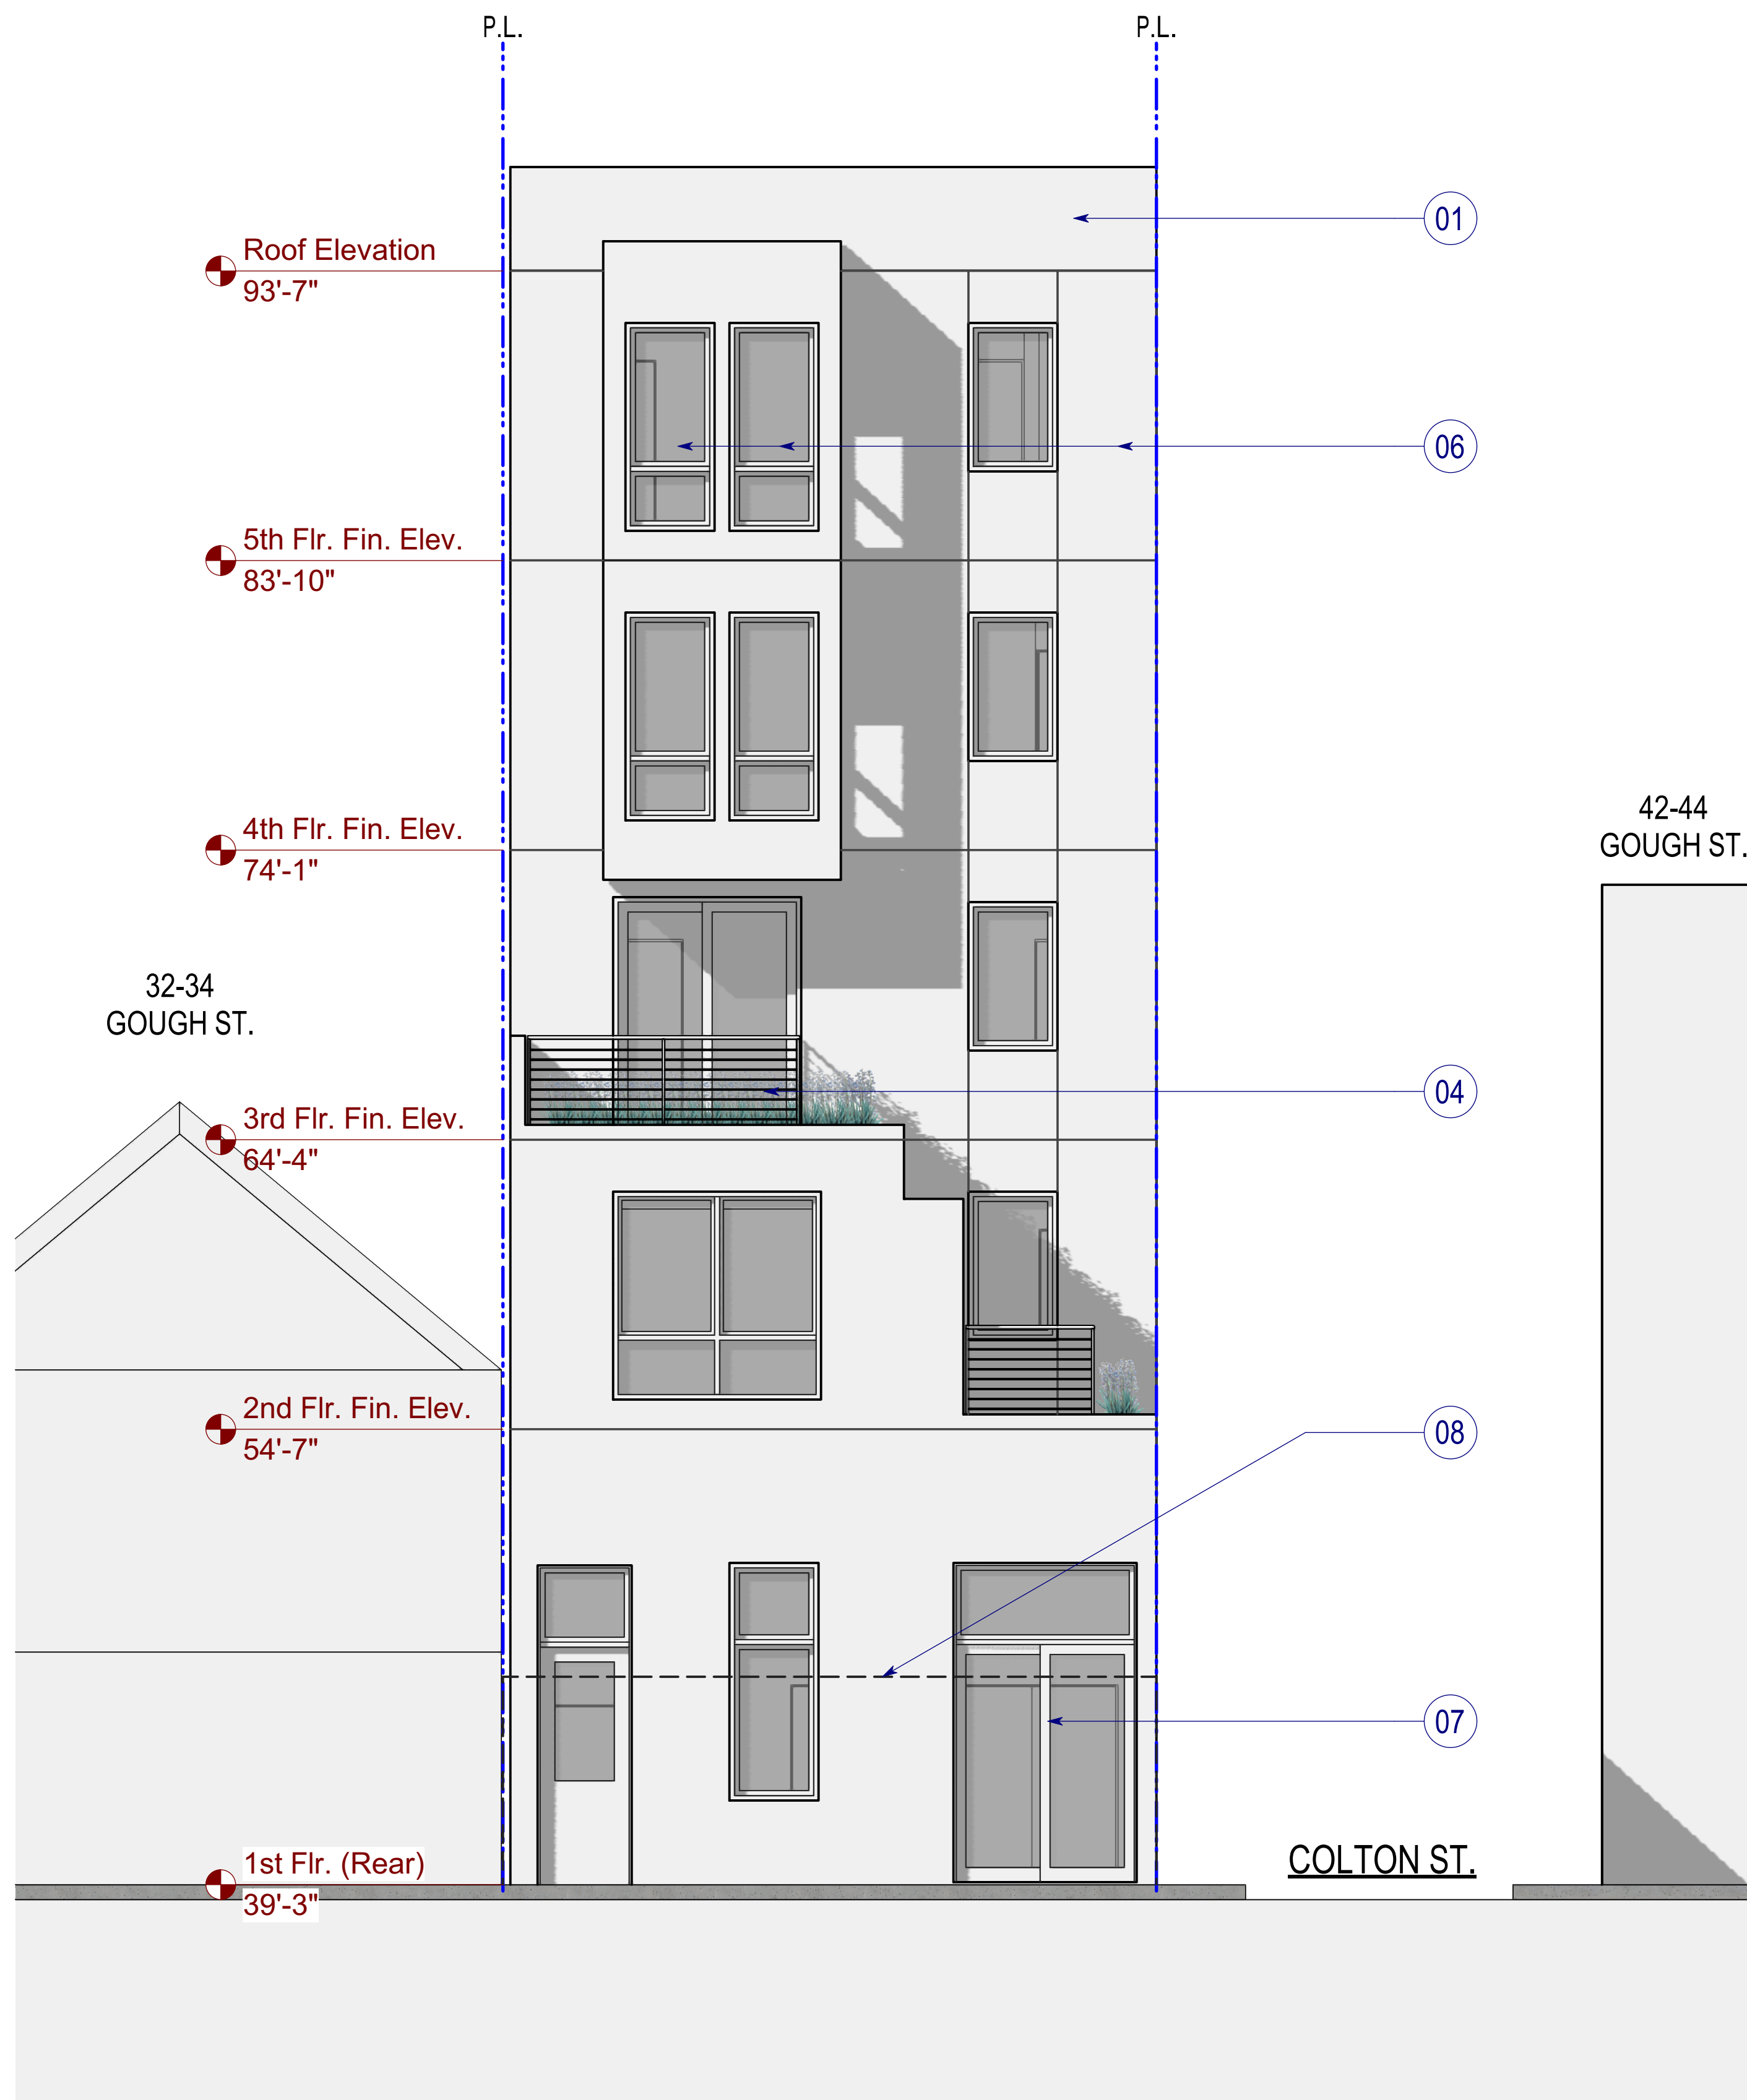 P.L.
P.L.
01
Roof Elevation
93'-7"
06
5th Flr. Fin. Elev.
83'-10"
4th Flr. Fin. Elev.
74'-1"
42-44
GOUGH ST.
32-34
GOUGH ST.
04
3rd Flr. Fin. Elev.
64'-4"
2nd Flr. Fin. Elev.
54'-7"
08
07
COLTON ST.
1st Flr. (Rear)
39'-3"